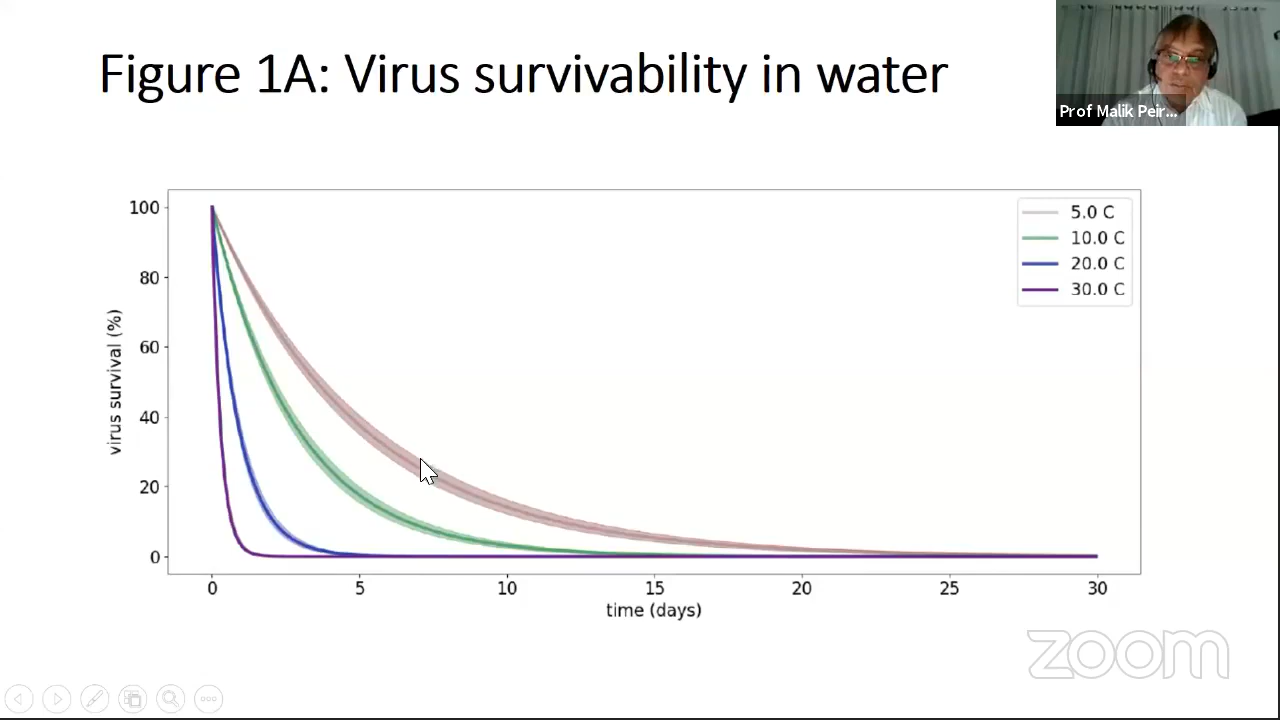 Figure 1A: Virus survivability in water
Prof Malik Peir...
100
80
60
40
20
0
virus survival (%)
5.0 C
10.0 C
20.0 C
30.0 C
0 5 10 15 20 25 30
time (days)
zoom